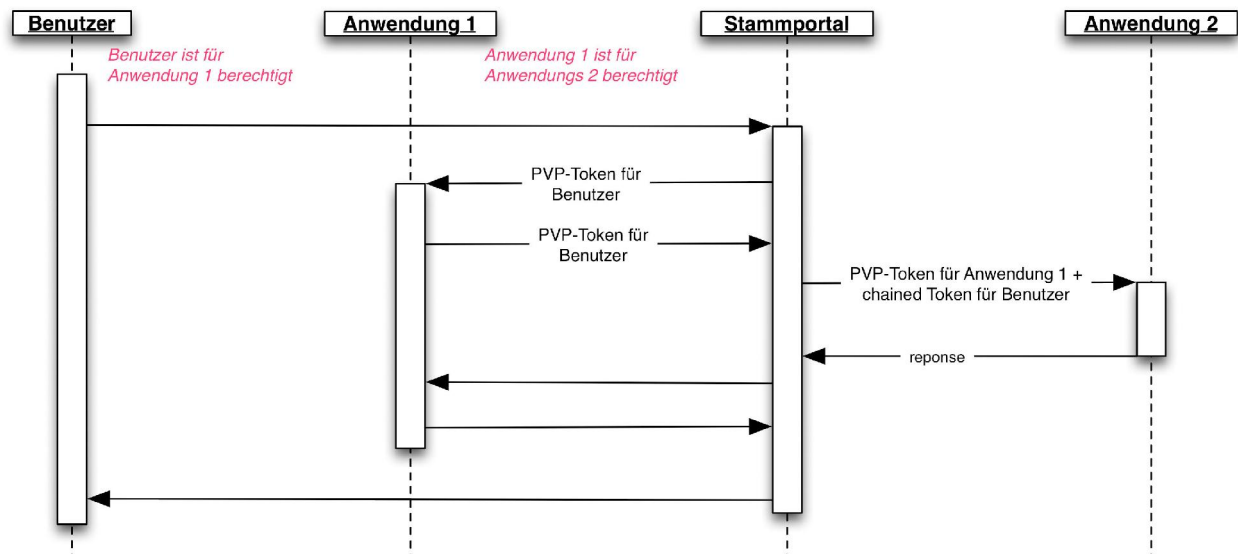 Benutzer
Anwendung 1
Stammportal
Anwendung 2
Benutzer ist für
Anwendung 1 berechtigt
Anwendung 1 ist für
Anwendungs 2 berechtigt
PVP-Token für
Benutzer
PVP-Token für
Benutzer
PVP-Token für Anwendung 1 +
chained Token für Benutzer
reponse